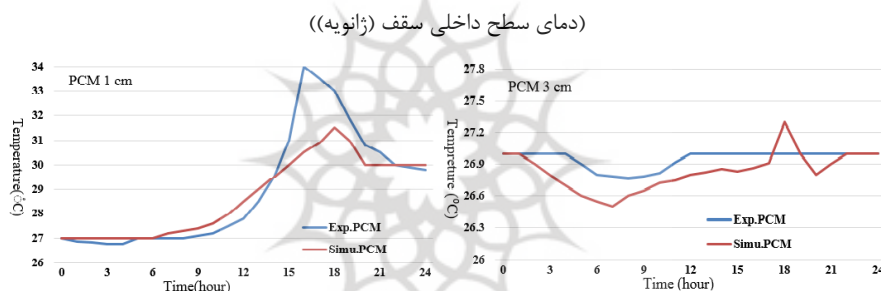 (دمای سطح داخلی سقف (ژانویه))
PCM 1 cm
Temperature(°C)
34
33
32
31
30
29
28
27
26
0 3 6 9 12 15 18 21 24
Time(hour)
Exp.PCM
Simu.PCM
PCM 3 cm
Tempreture (°C)
27.8
27.5
27.2
26.9
26.6
26.3
26
0 3 6 9 12 15 18 21 24
Time (hour)
Exp.PCM
Simu.PCM